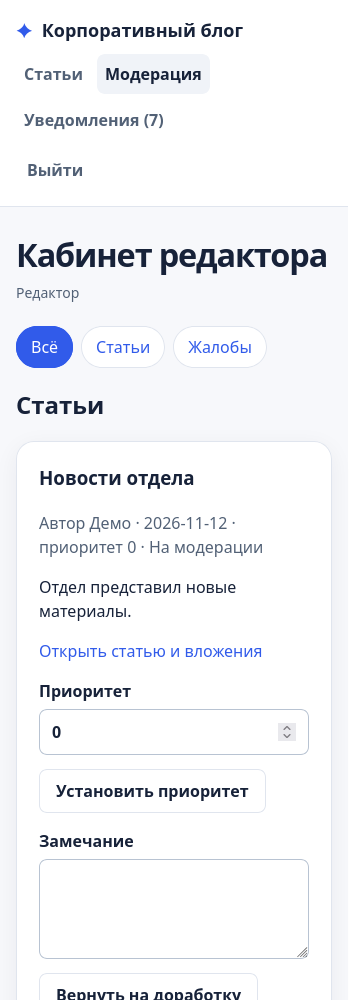 Корпоративный блог
Статьи
Модерация
Уведомления (7)
Выйти
Кабинет редактора
Редактор
Всё
Статьи
Жалобы
Статьи
Новости отдела
Автор Демо · 2026-11-12 ·
приоритет 0 · На модерации
Отдел представил новые
материалы.
Открыть статью и вложения
Приоритет
0
Установить приоритет
Замечание
Вернуть на доработку